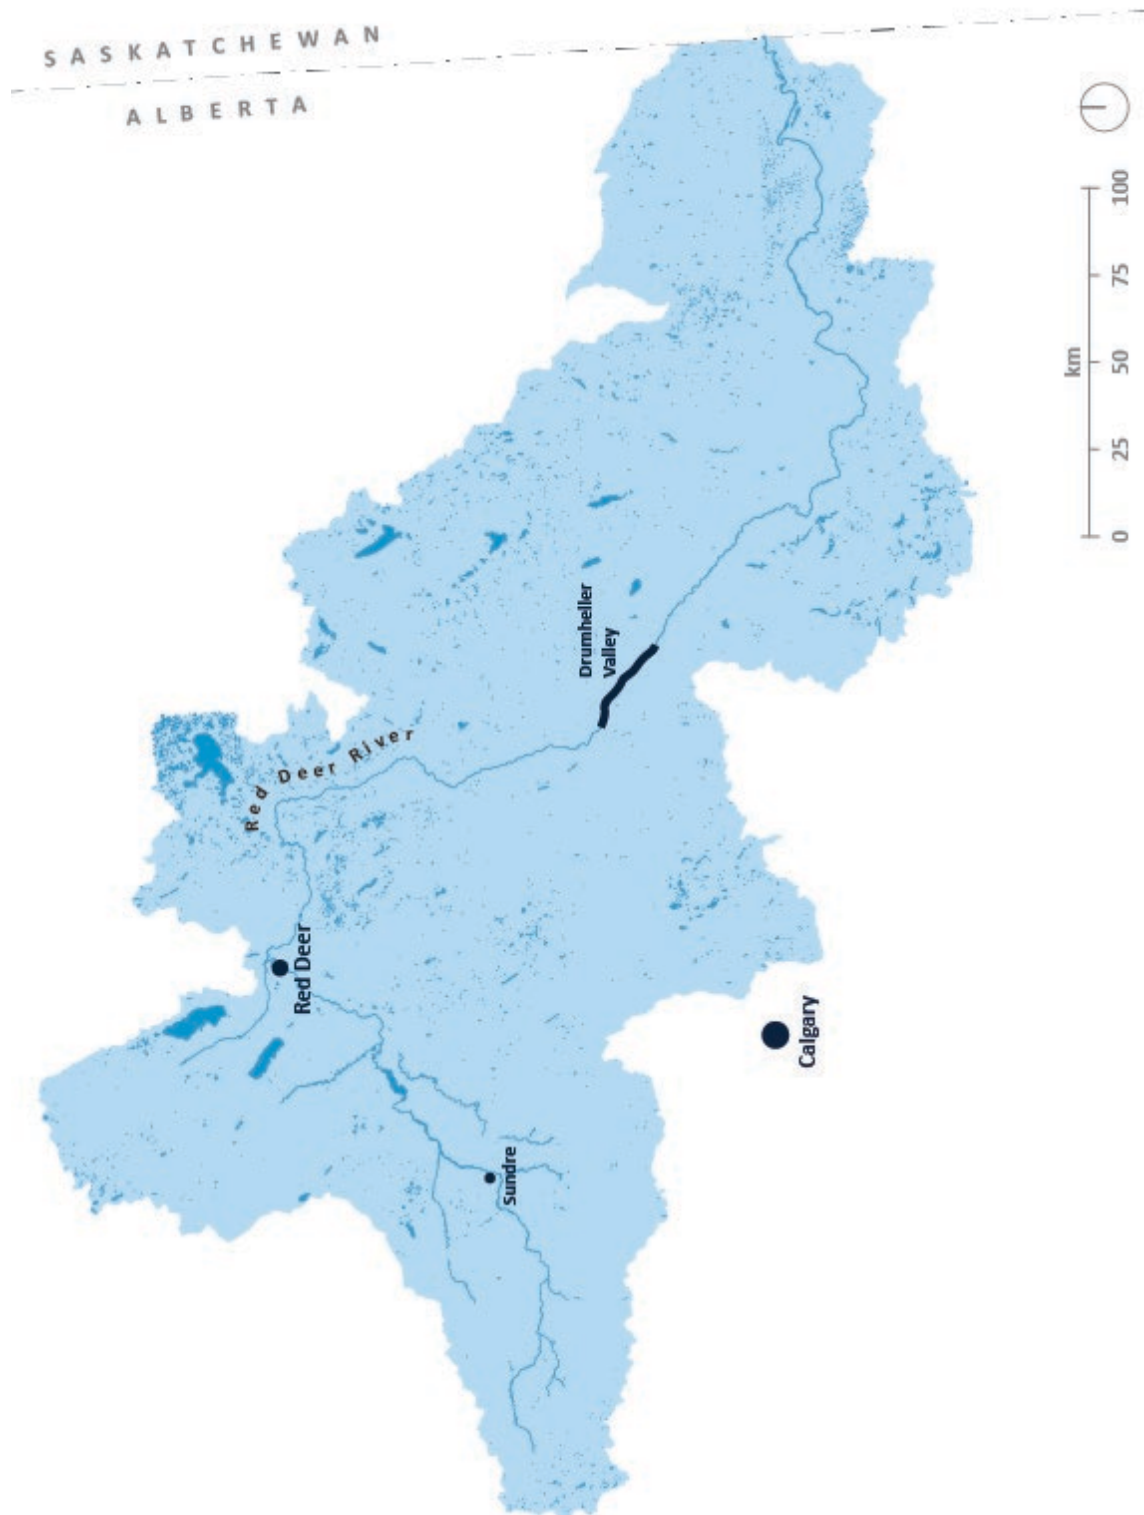 SASKATCHEWAN
ALBERTA
Red Deer River
Drumheller
Valley
Red Deer
Sundre
Calgary
km
0 25 50 75 100